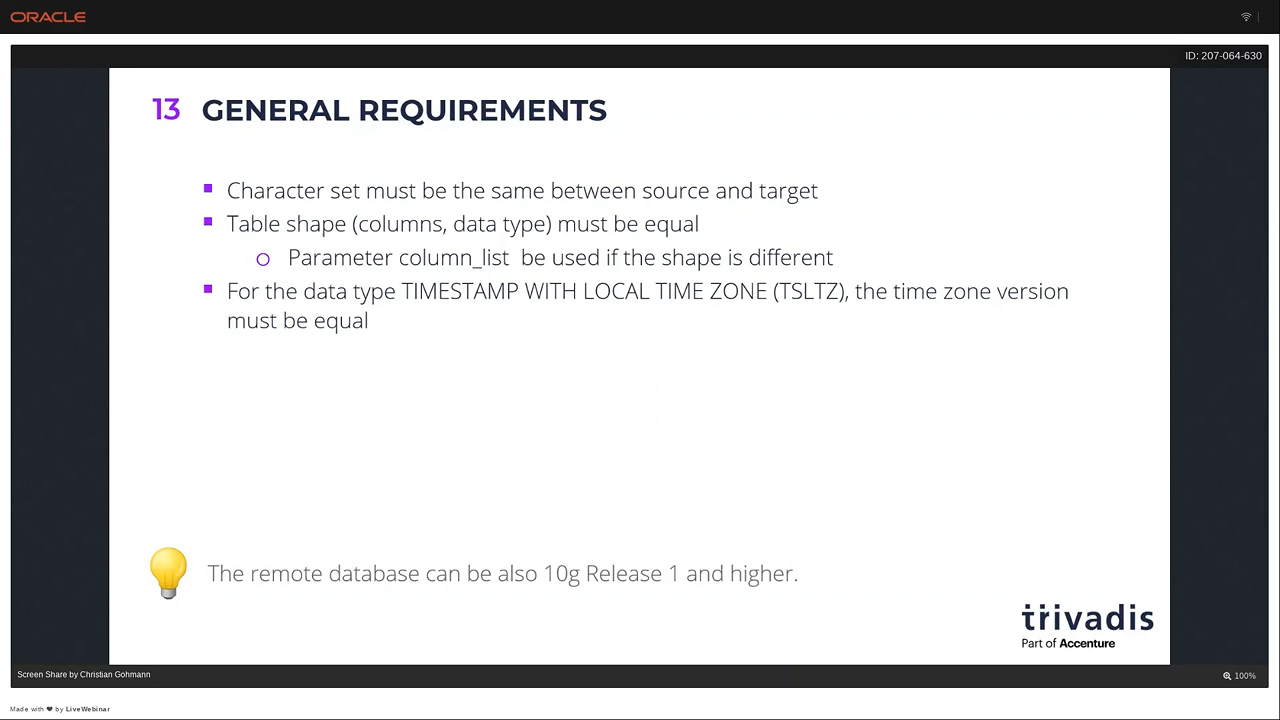 ORACLE
ID: 207-064-630
13 GENERAL REQUIREMENTS
Character set must be the same between source and target
Table shape (columns, data type) must be equal
Parameter column_list be used if the shape is different
For the data type TIMESTAMP WITH LOCAL TIME ZONE (TSLTZ), the time zone version
must be equal
The remote database can be also 10g Release 1 and higher.
trivadis
Part of Accenture
Screen Share by Christian Gohmann
100%
Made with ❤ by LiveWebinar